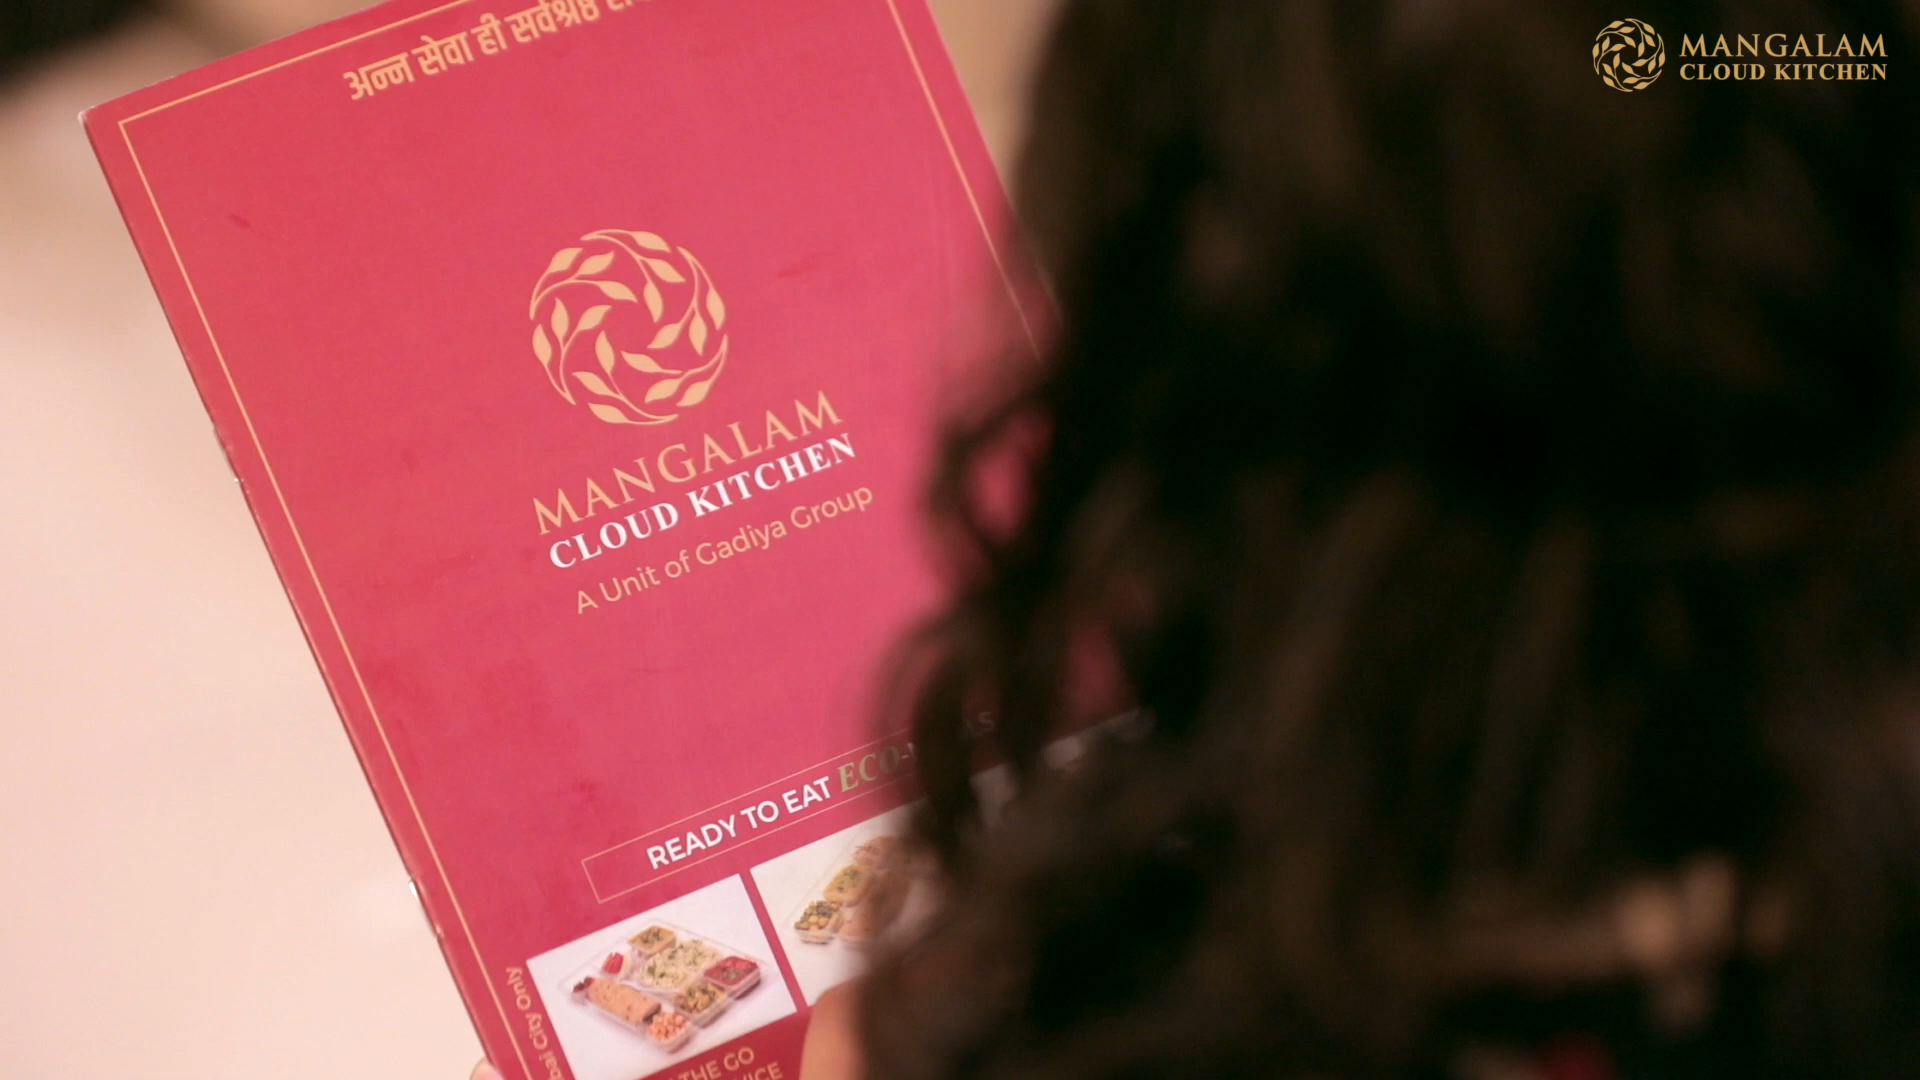 अन्न सेवा ही सर्वश्रेष्ठ
MANGALAM
CLOUD KITCHEN
MANGALAM
CLOUD KITCHEN
A Unit of Gadiya Group
READY TO EAT ECO-
City Only
THE GO